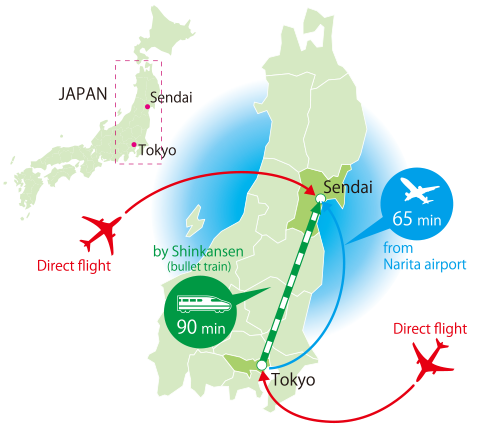 JAPAN
Sendai
Tokyo
Sendai
65 min
from
Narita airport
Direct flight
by Shinkansen
(bullet train)
90 min
Direct flight
Tokyo